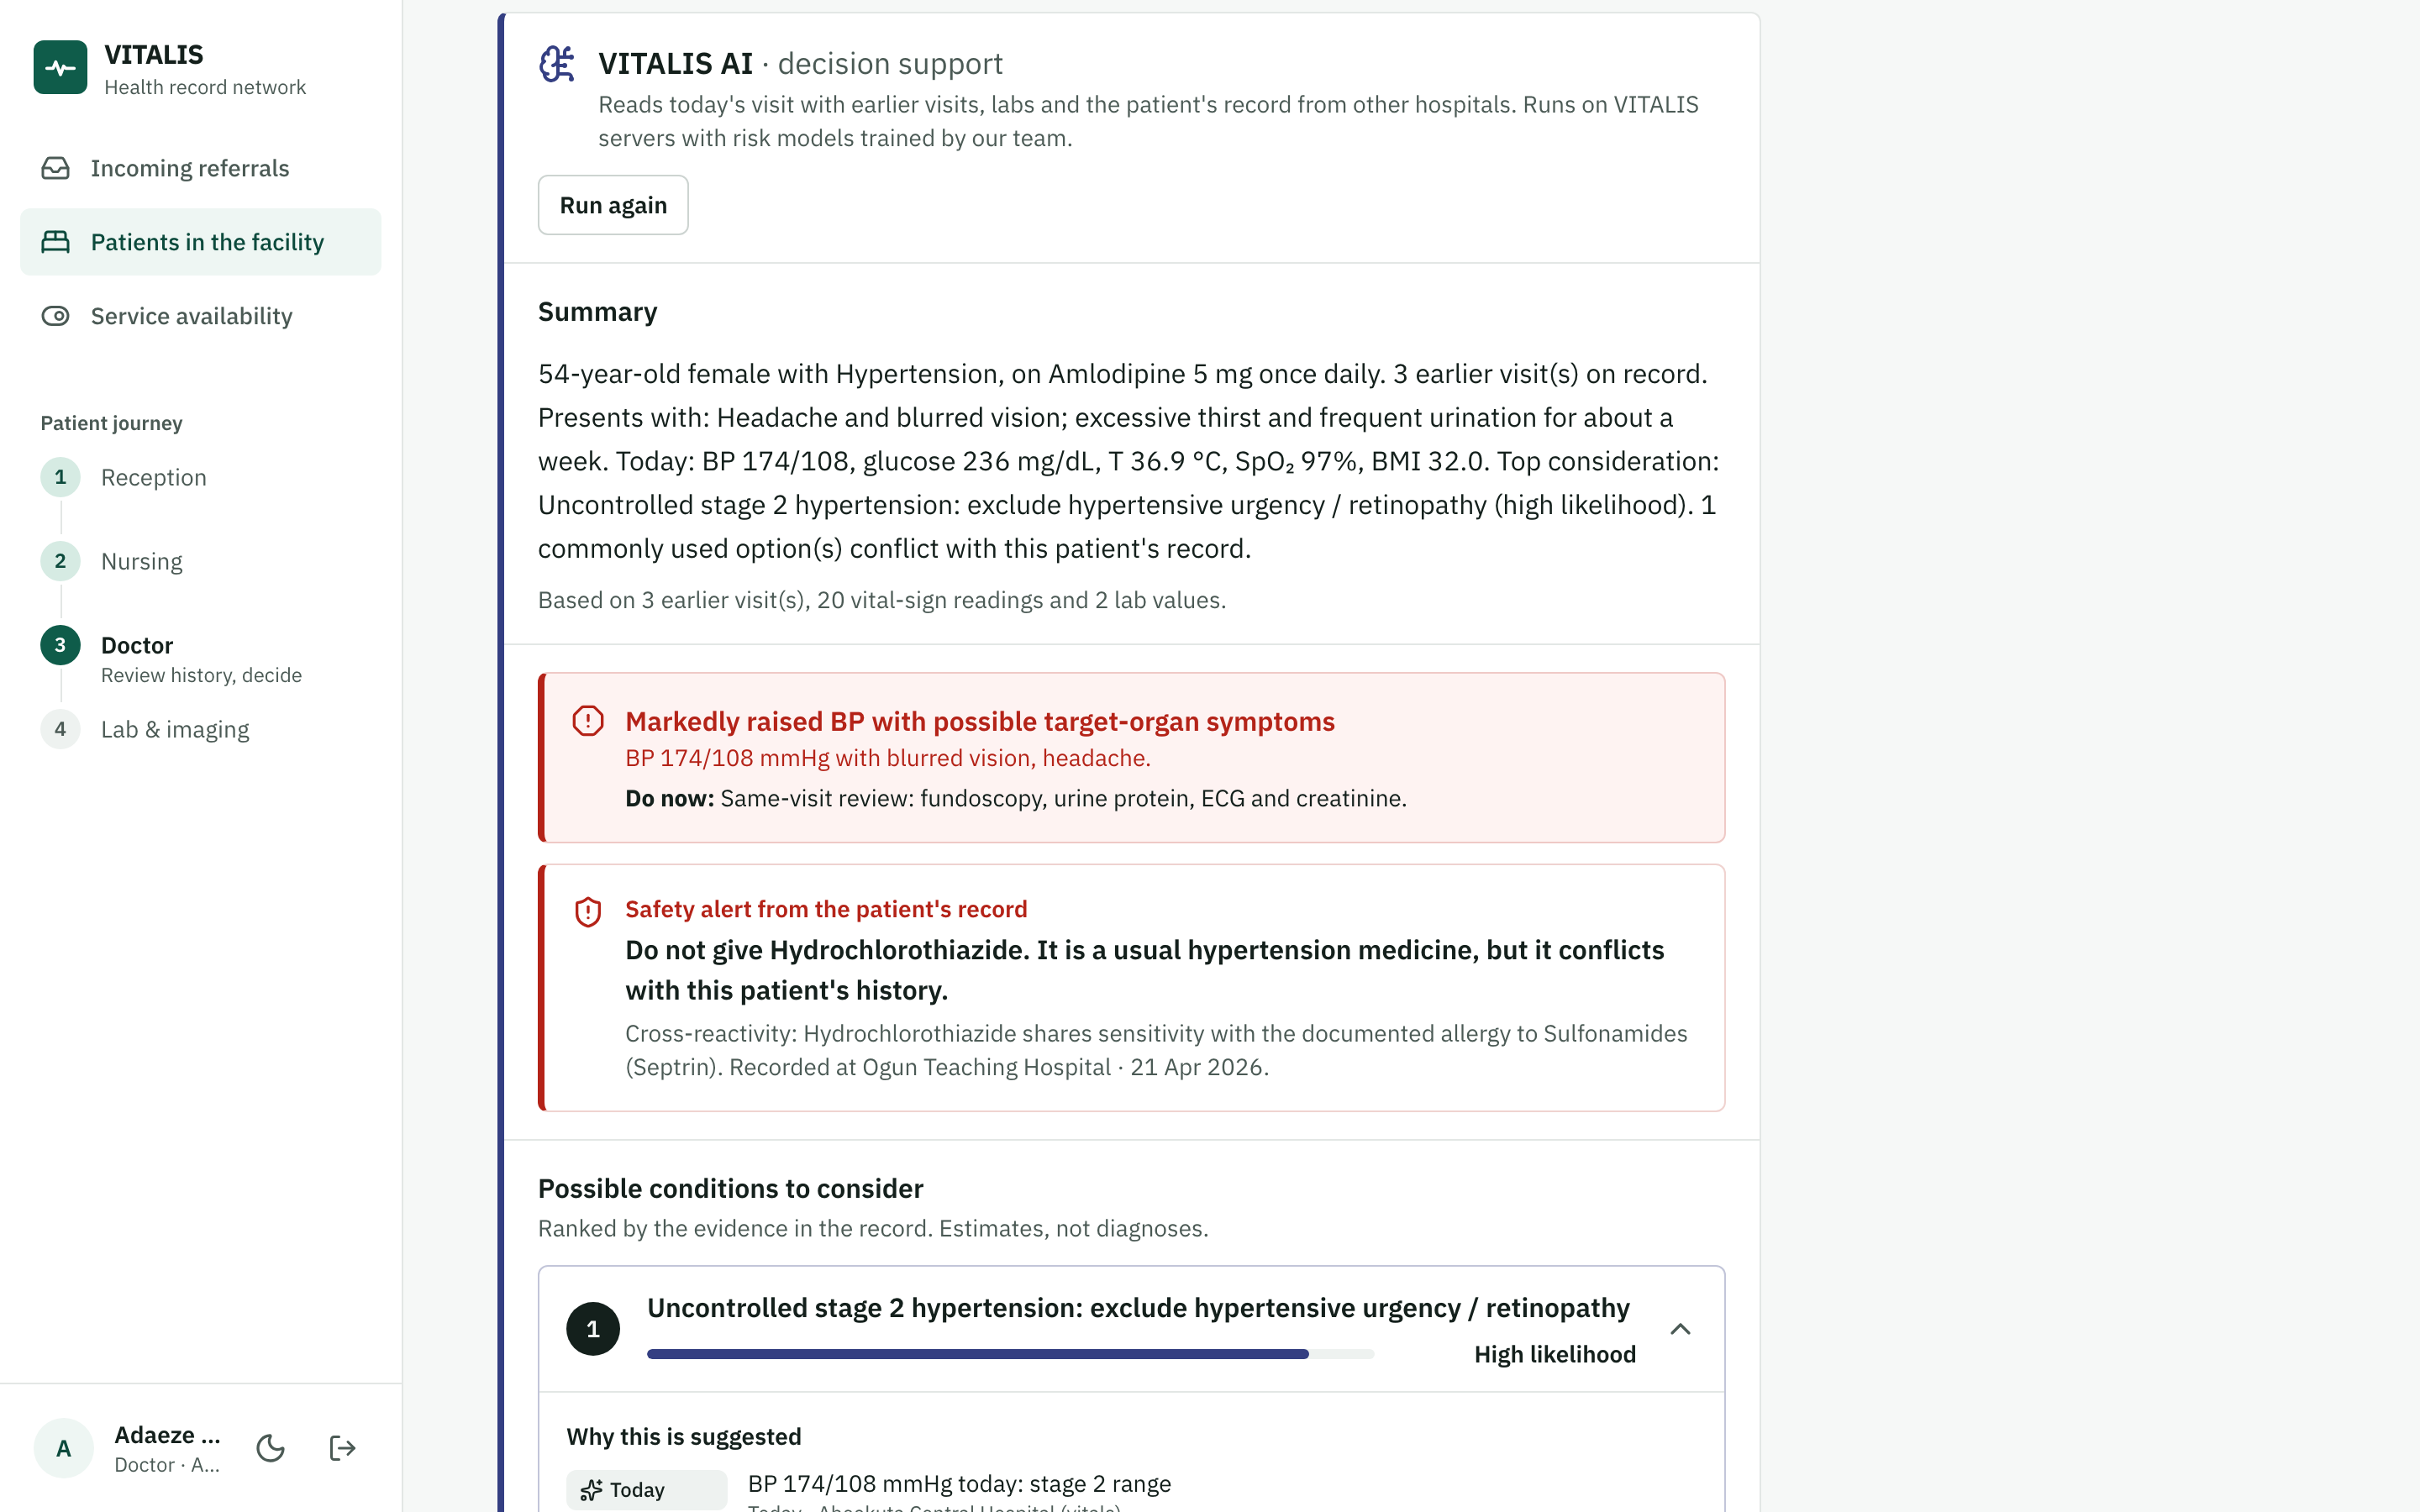 VITALIS
Health record network
Incoming referrals
Patients in the facility
Service availability
Patient journey
1 Reception
2 Nursing
3 Doctor
Review history, decide
4 Lab & imaging
A
Adaeze ...
Doctor · A...
VITALIS AI · decision support
Reads today's visit with earlier visits, labs and the patient's record from other hospitals. Runs on VITALIS
servers with risk models trained by our team.
Run again
Summary
54-year-old female with Hypertension, on Amlodipine 5 mg once daily. 3 earlier visit(s) on record.
Presents with: Headache and blurred vision; excessive thirst and frequent urination for about a
week. Today: BP 174/108, glucose 236 mg/dL, T 36.9 °C, SpO₂ 97%, BMI 32.0. Top consideration:
Uncontrolled stage 2 hypertension: exclude hypertensive urgency / retinopathy (high likelihood). 1
commonly used option(s) conflict with this patient's record.
Based on 3 earlier visit(s), 20 vital-sign readings and 2 lab values.
Markedly raised BP with possible target-organ symptoms
BP 174/108 mmHg with blurred vision, headache.
Do now: Same-visit review: fundoscopy, urine protein, ECG and creatinine.
Safety alert from the patient's record
Do not give Hydrochlorothiazide. It is a usual hypertension medicine, but it conflicts
with this patient's history.
Cross-reactivity: Hydrochlorothiazide shares sensitivity with the documented allergy to Sulfonamides
(Septrin). Recorded at Ogun Teaching Hospital · 21 Apr 2026.
Possible conditions to consider
Ranked by the evidence in the record. Estimates, not diagnoses.
1
Uncontrolled stage 2 hypertension: exclude hypertensive urgency / retinopathy
High likelihood
Why this is suggested
Today
BP 174/108 mmHg today: stage 2 range
Today · Abeokuta Central Hospital (vitals)